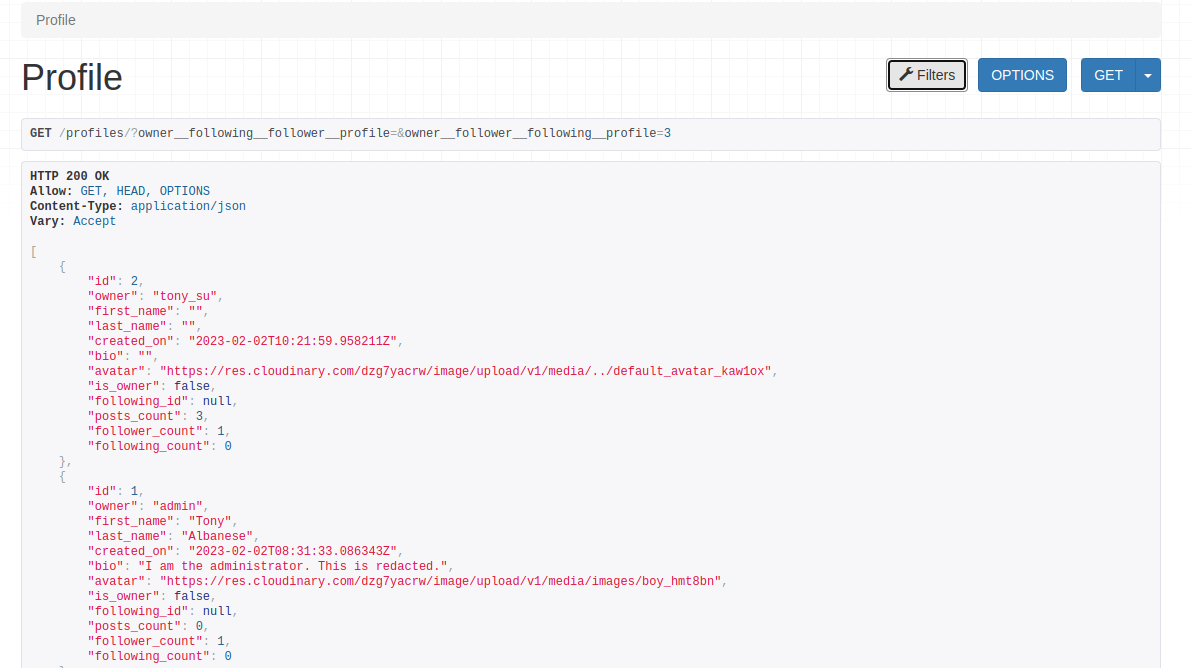 Profile
Profile
Filters
OPTIONS
GET
GET /profiles/?owner__following__follower__profile=&owner__follower__following__profile=3
HTTP 200 OK
Allow: GET, HEAD, OPTIONS
Content-Type: application/json
Vary: Accept
[
    {
        "id": 2,
        "owner": "tony_su",
        "first_name": "",
        "last_name": "",
        "created_on": "2023-02-02T10:21:59.958211Z",
        "bio": "",
        "avatar": "https://res.cloudinary.com/dzg7yacrw/image/upload/v1/media/../default_avatar_kaw1ox",
        "is_owner": false,
        "following_id": null,
        "posts_count": 3,
        "follower_count": 1,
        "following_count": 0
    },
    {
        "id": 1,
        "owner": "admin",
        "first_name": "Tony",
        "last_name": "Albanese",
        "created_on": "2023-02-02T08:31:33.086343Z",
        "bio": "I am the administrator. This is redacted.",
        "avatar": "https://res.cloudinary.com/dzg7yacrw/image/upload/v1/media/images/boy_hmt8bn",
        "is_owner": false,
        "following_id": null,
        "posts_count": 0,
        "follower_count": 1,
        "following_count": 0